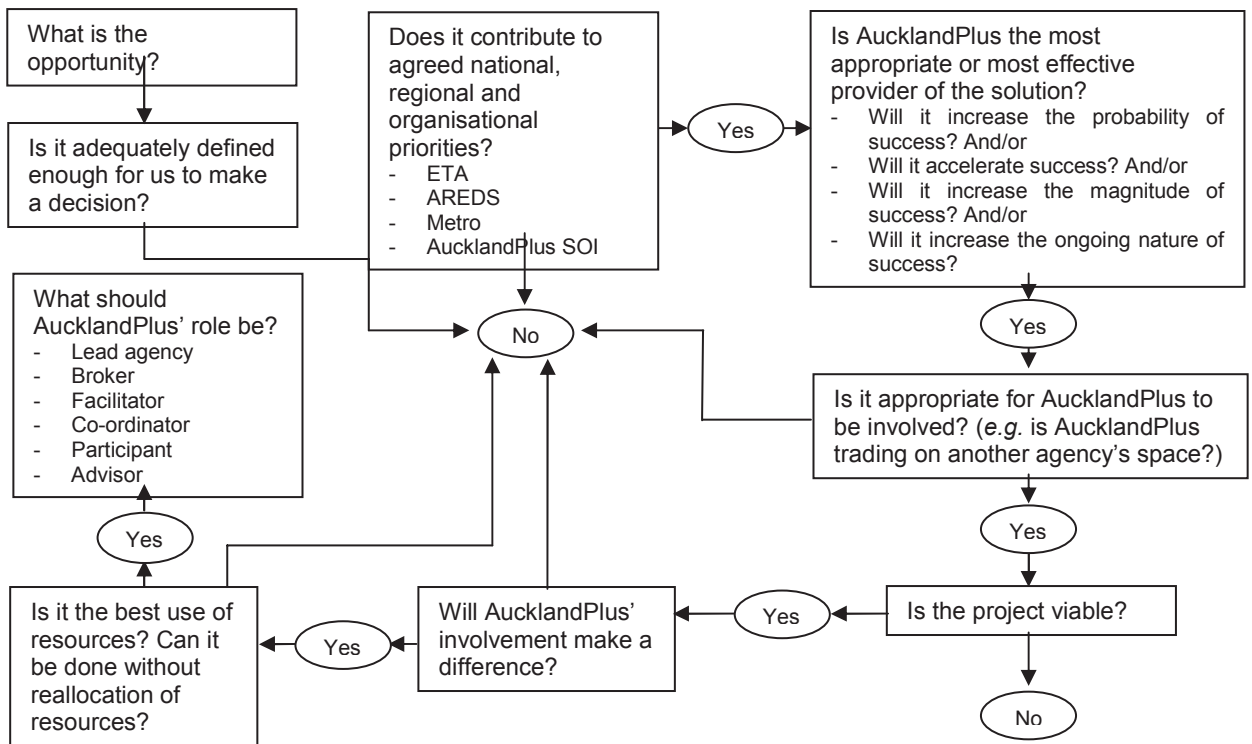 What is the
opportunity?
Is it adequately defined
enough for us to make
a decision?
Does it contribute to
agreed national,
regional and
organisational
priorities?
- ETA
- AREDS
- Metro
- AucklandPlus SOI
Yes
Is AucklandPlus the most
appropriate or most effective
provider of the solution?
- Will it increase the probability of
success? And/or
- Will it accelerate success? And/or
- Will it increase the magnitude of
success? And/or
- Will it increase the ongoing nature of
success?
Yes
No
Is it appropriate for AucklandPlus to
be involved? (e.g. is AucklandPlus
trading on another agency’s space?)
Yes
Is the project viable?
No
Yes
Will AucklandPlus’
involvement make a
difference?
Yes
Is it the best use of
resources? Can it
be done without
reallocation of
resources?
Yes
What should
AucklandPlus’ role be?
- Lead agency
- Broker
- Facilitator
- Co-ordinator
- Participant
- Advisor